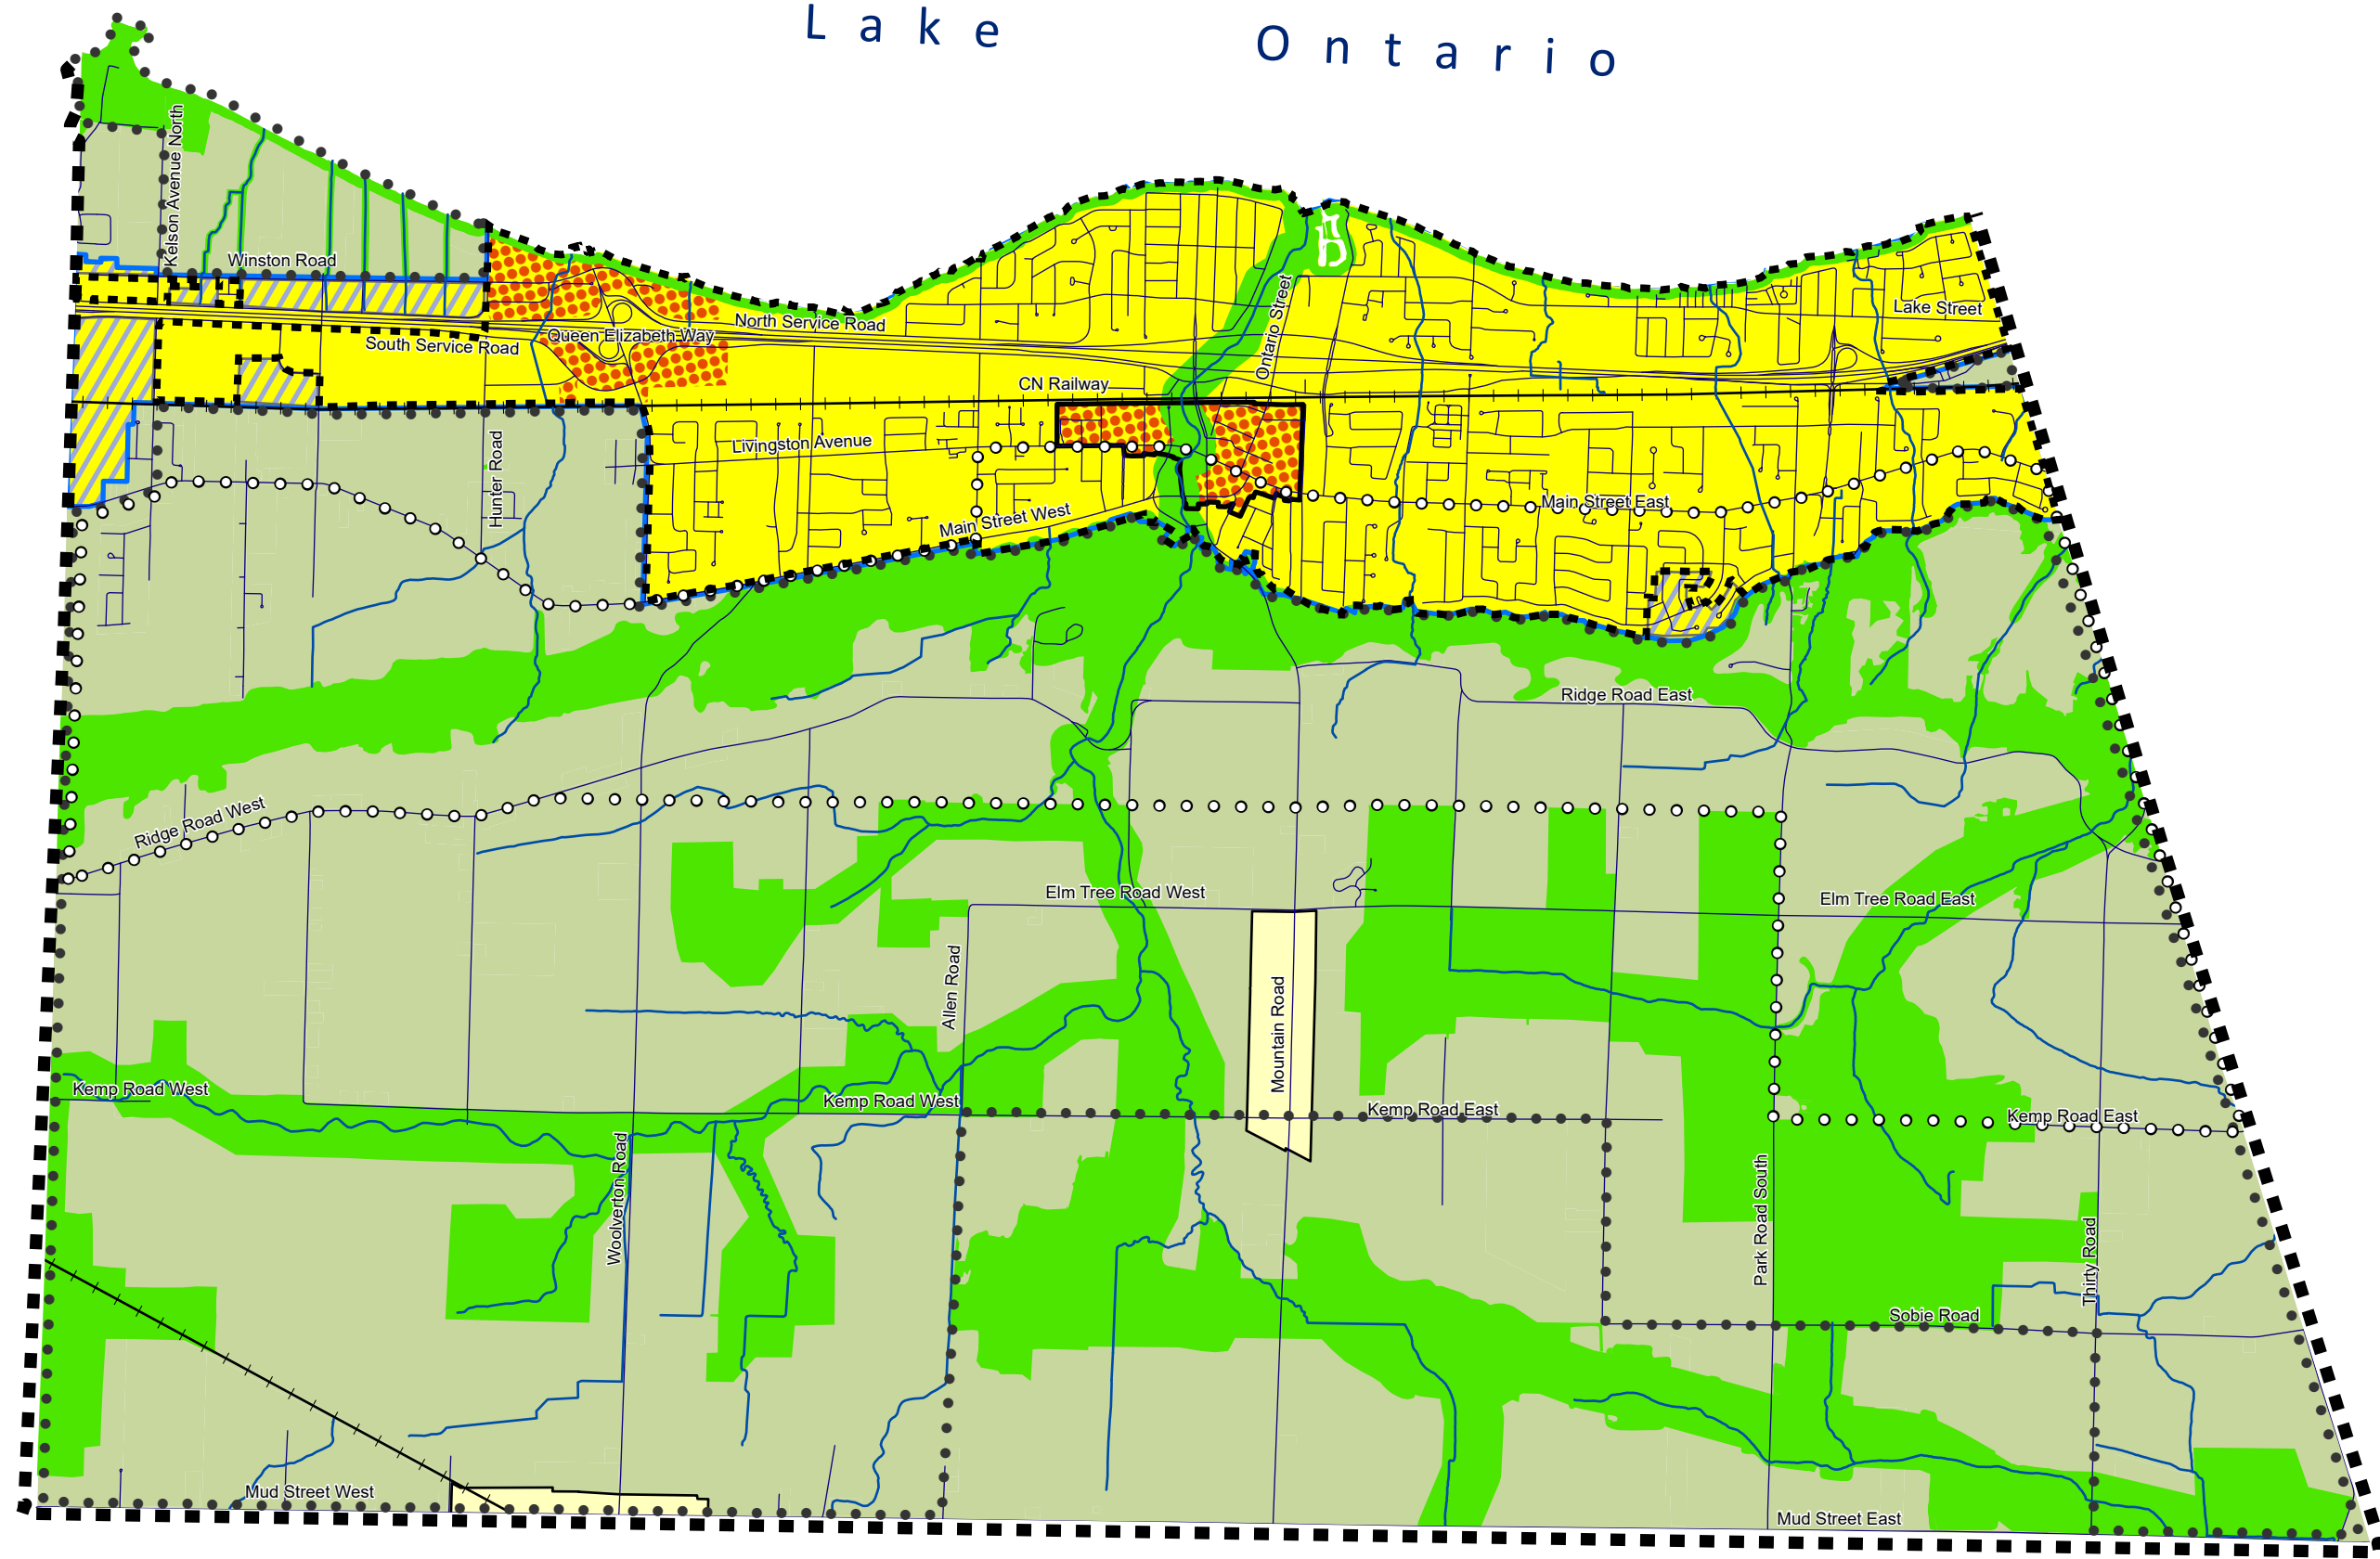 Lake Ontario
Kelson Avenue North
Winston Road
Lake Street
North Service Road
Queen Elizabeth Way
South Service Road
Ontario Street
CN Railway
Livingston Avenue
Hunter Road
Main Street East
Main Street West
Ridge Road East
Ridge Road West
Elm Tree Road West
Elm Tree Road East
Allen Road
Mountain Road
Kemp Road West
Kemp Road West
Kemp Road East
Kemp Road East
Woolverton Road
Park Road South
Thirty Road
Sobie Road
Mud Street West
Mud Street East